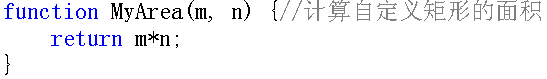 function MyArea(m, n) {//计算自定义矩形的面积
    return m*n;
}